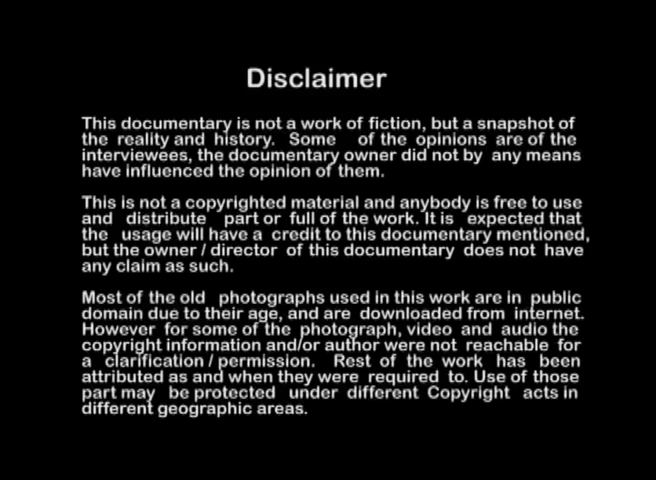 Disclaimer
This documentary is not a work of fiction, but a snapshot of
the reality and history. Some of the opinions are of the
interviewees, the documentary owner did not by any means
have influenced the opinion of them.
This is not a copyrighted material and anybody is free to use
and distribute part or full of the work. It is expected that
the usage will have a credit to this documentary mentioned,
but the owner / director of this documentary does not have
any claim as such.
Most of the old photographs used in this work are in public
domain due to their age, and are downloaded from internet.
However for some of the photograph, video and audio the
copyright information and/or author were not reachable for
a clarification / permission. Rest of the work has been
attributed as and when they were required to. Use of those
part may be protected under different Copyright acts in
different geographic areas.